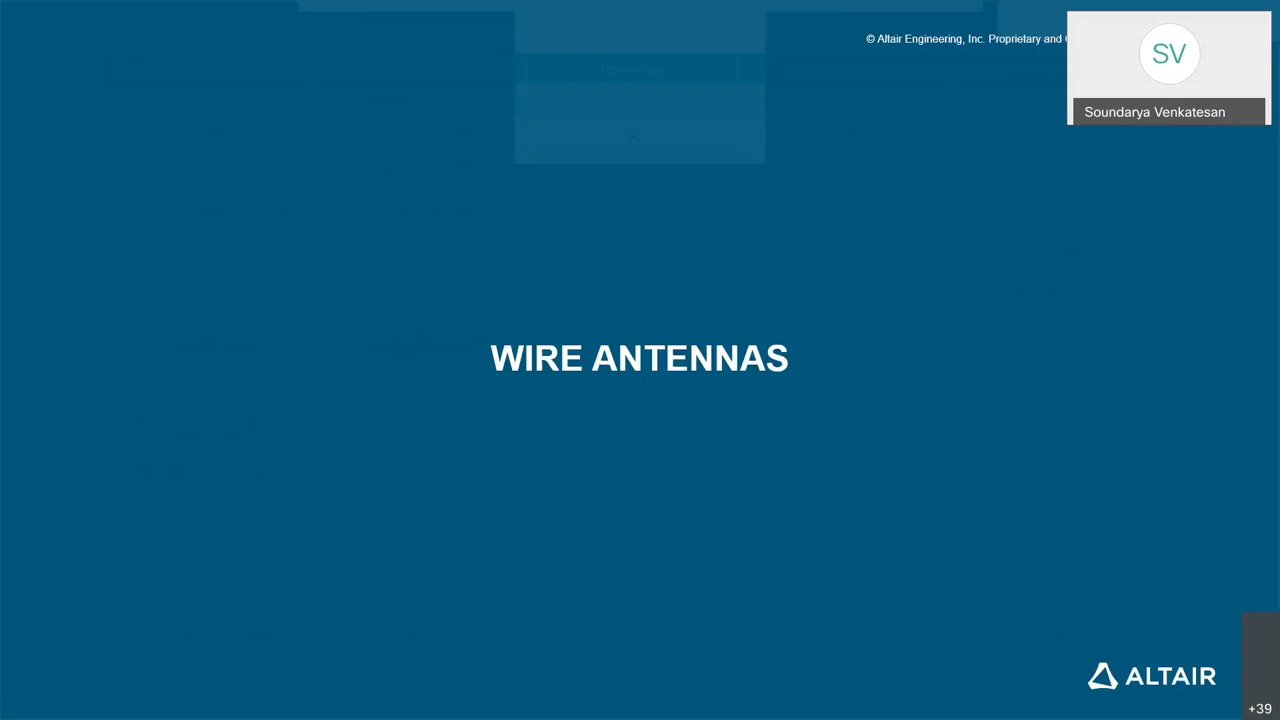 © Altair Engineering, Inc. Proprietary and
SV
Soundarya Venkatesan
WIRE ANTENNAS
ALTAIR
+39